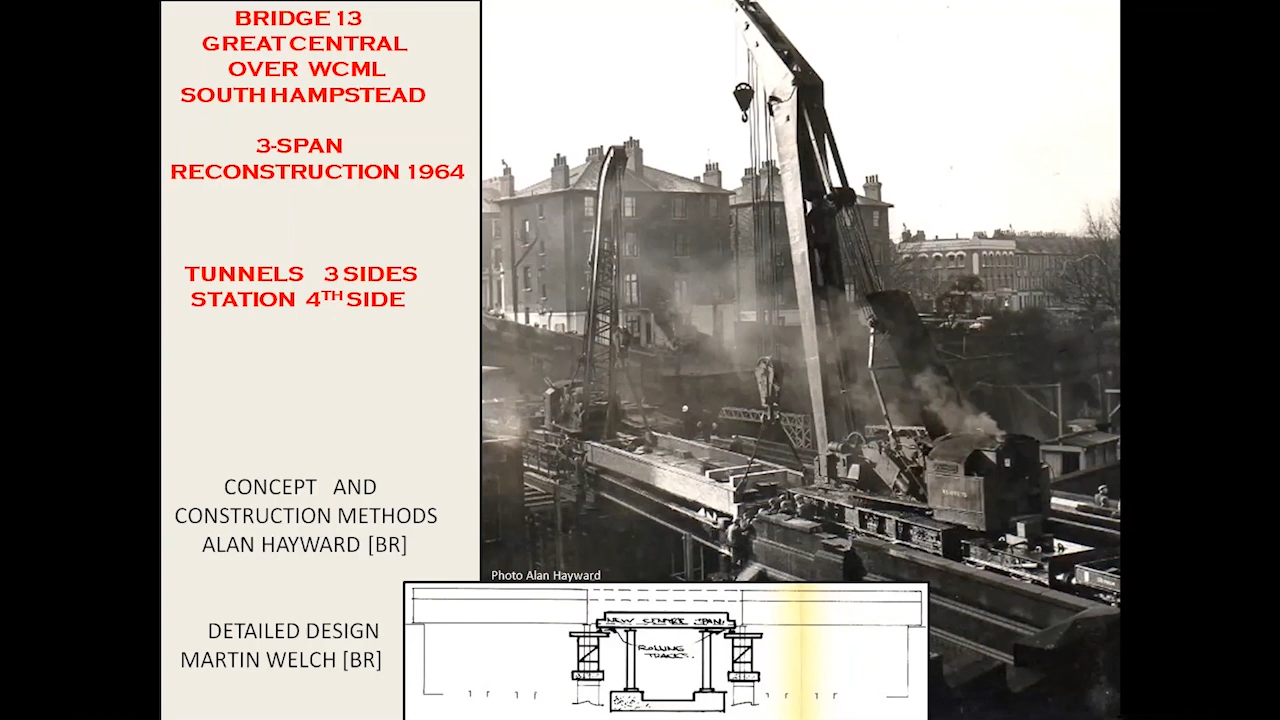 BRIDGE 13
GREAT CENTRAL
OVER WCML
SOUTH HAMPSTEAD
3-SPAN
RECONSTRUCTION 1964
TUNNELS 3 SIDES
STATION 4TH SIDE
CONCEPT AND
CONSTRUCTION METHODS
ALAN HAYWARD [BR]
DETAILED DESIGN
MARTIN WELCH [BR]
Photo Alan Hayward
NEW CENTRE SPAN
ROLLING
TRACKS.